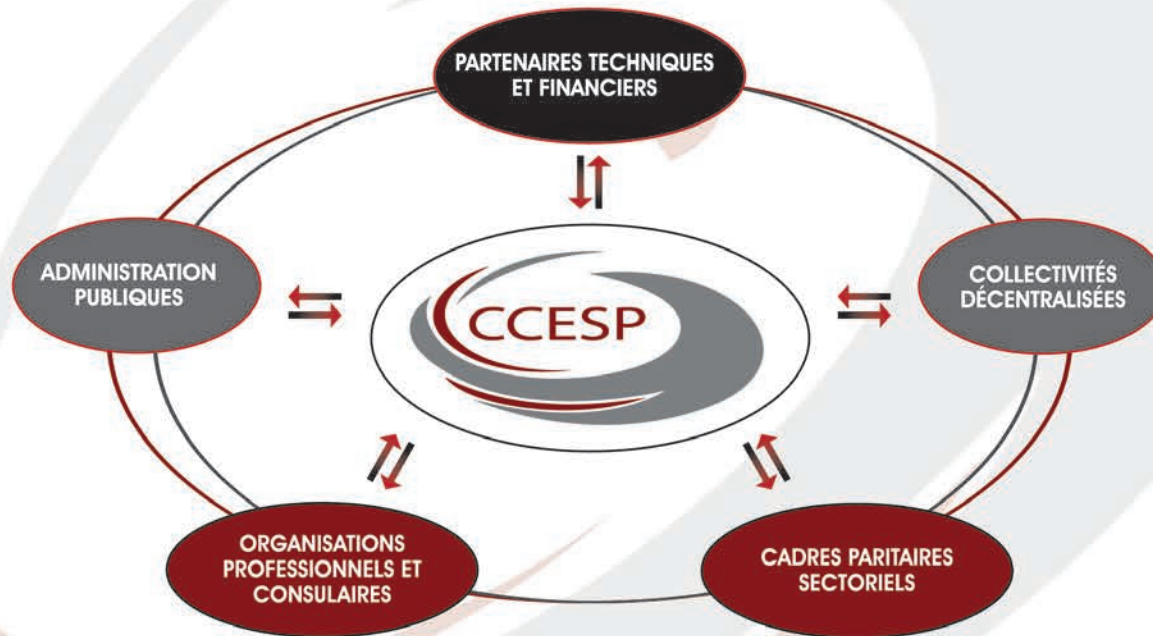 PARTENAIRES TECHNIQUES
ET FINANCIERS
ADMINISTRATION
PUBLIQUES
COLLECTIVITÉS
DÉCENTRALISÉES
CCESP
ORGANISATIONS
PROFESSIONNELS ET
CONSULAIRES
CADRES PARITAIRES
SECTORIELS